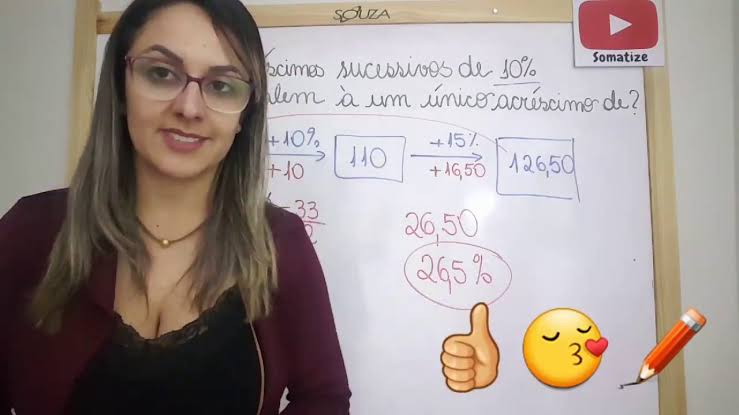 SOUZA
Somatize
scimos sucessivos de 10%
alem à um único acréscimo de?
+10%
+10
110
+15%
+16,50
126,50
33
2
26,50
26,5%